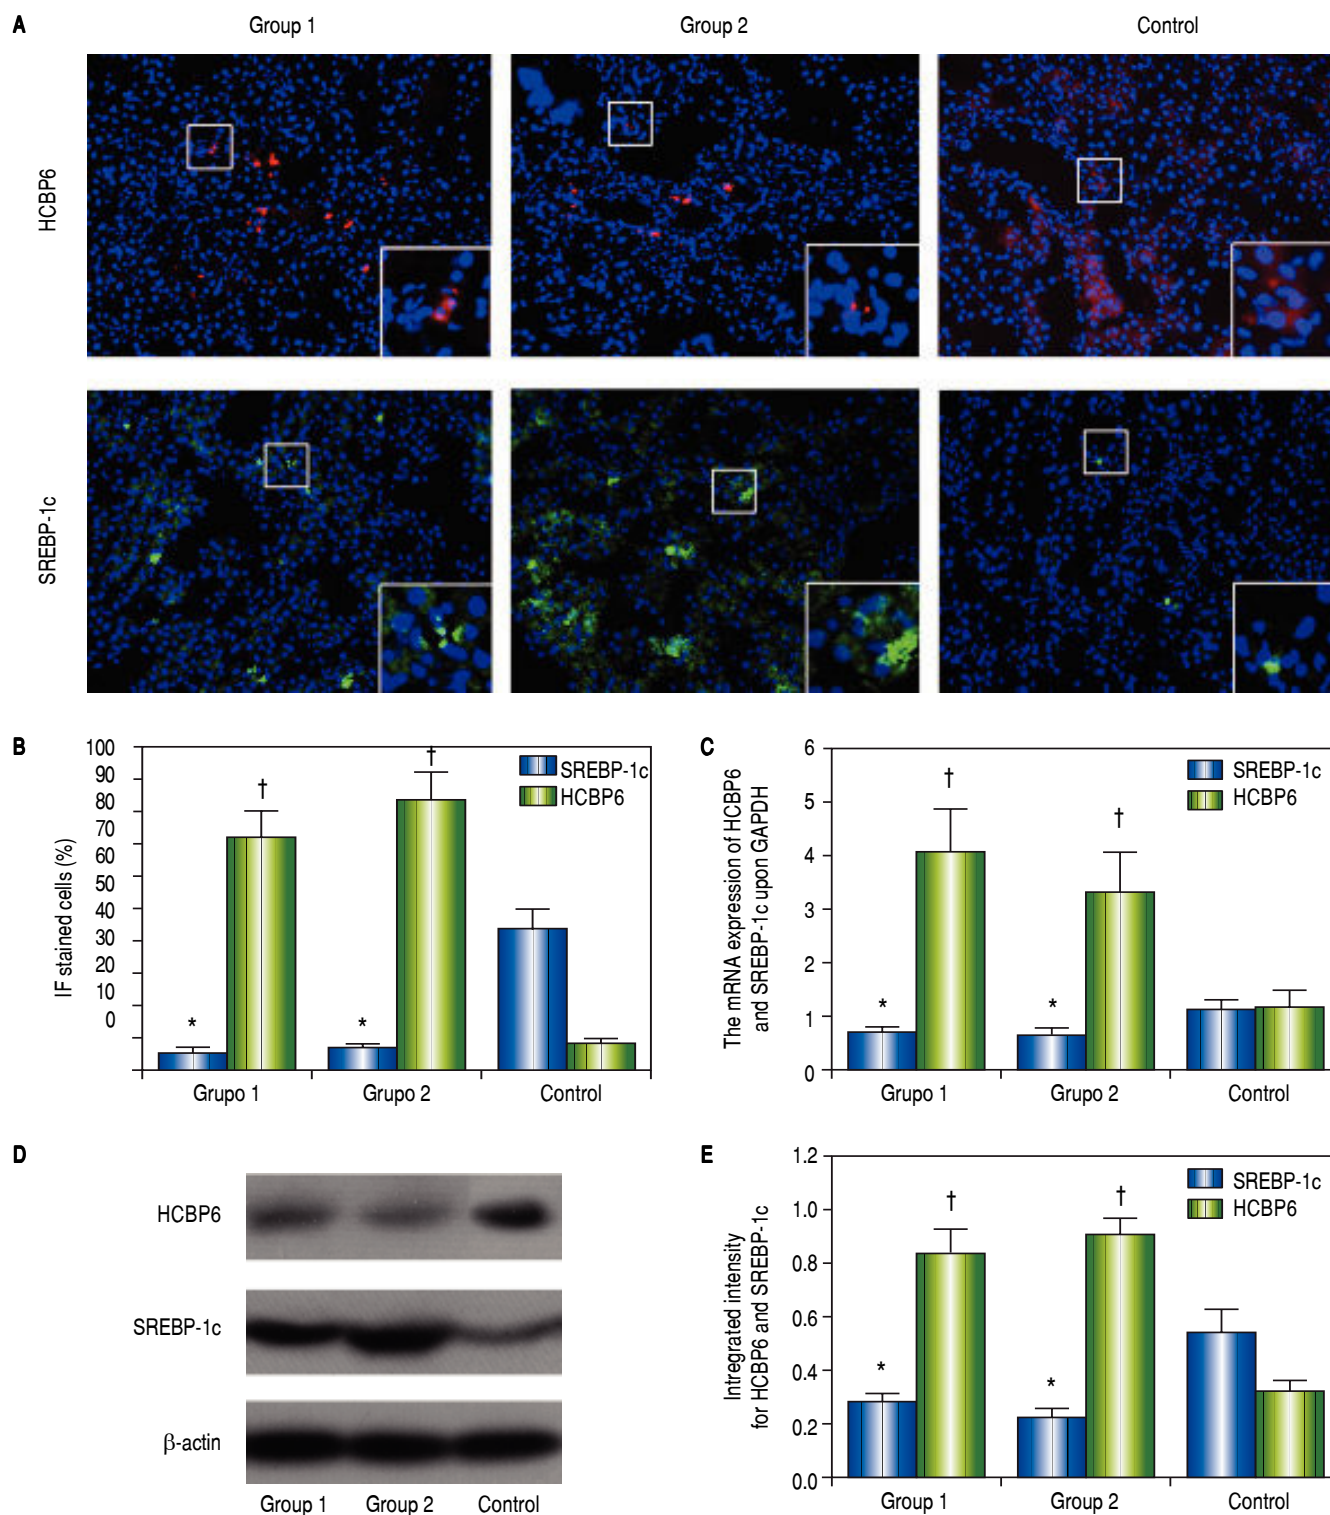 A
Group 1
Group 2
Control
HCBP6
SREBP-1c
B
IF stained cells (%)
100
90
80
70
60
50
40
30
20
10
0
†
†
*
*
SREBP-1c
HCBP6
Grupo 1
Grupo 2
Control
C
The mRNA expression of HCBP6
and SREBP-1c upon GAPDH
6
5
4
3
2
1
0
†
†
*
*
SREBP-1c
HCBP6
Grupo 1
Grupo 2
Control
D
HCBP6
SREBP-1c
β-actin
Group 1
Group 2
Control
E
Intregrated intensity
for HCBP6 and SREBP-1c
1.2
1.0
0.8
0.6
0.4
0.2
0.0
†
†
*
*
SREBP-1c
HCBP6
Group 1
Group 2
Control